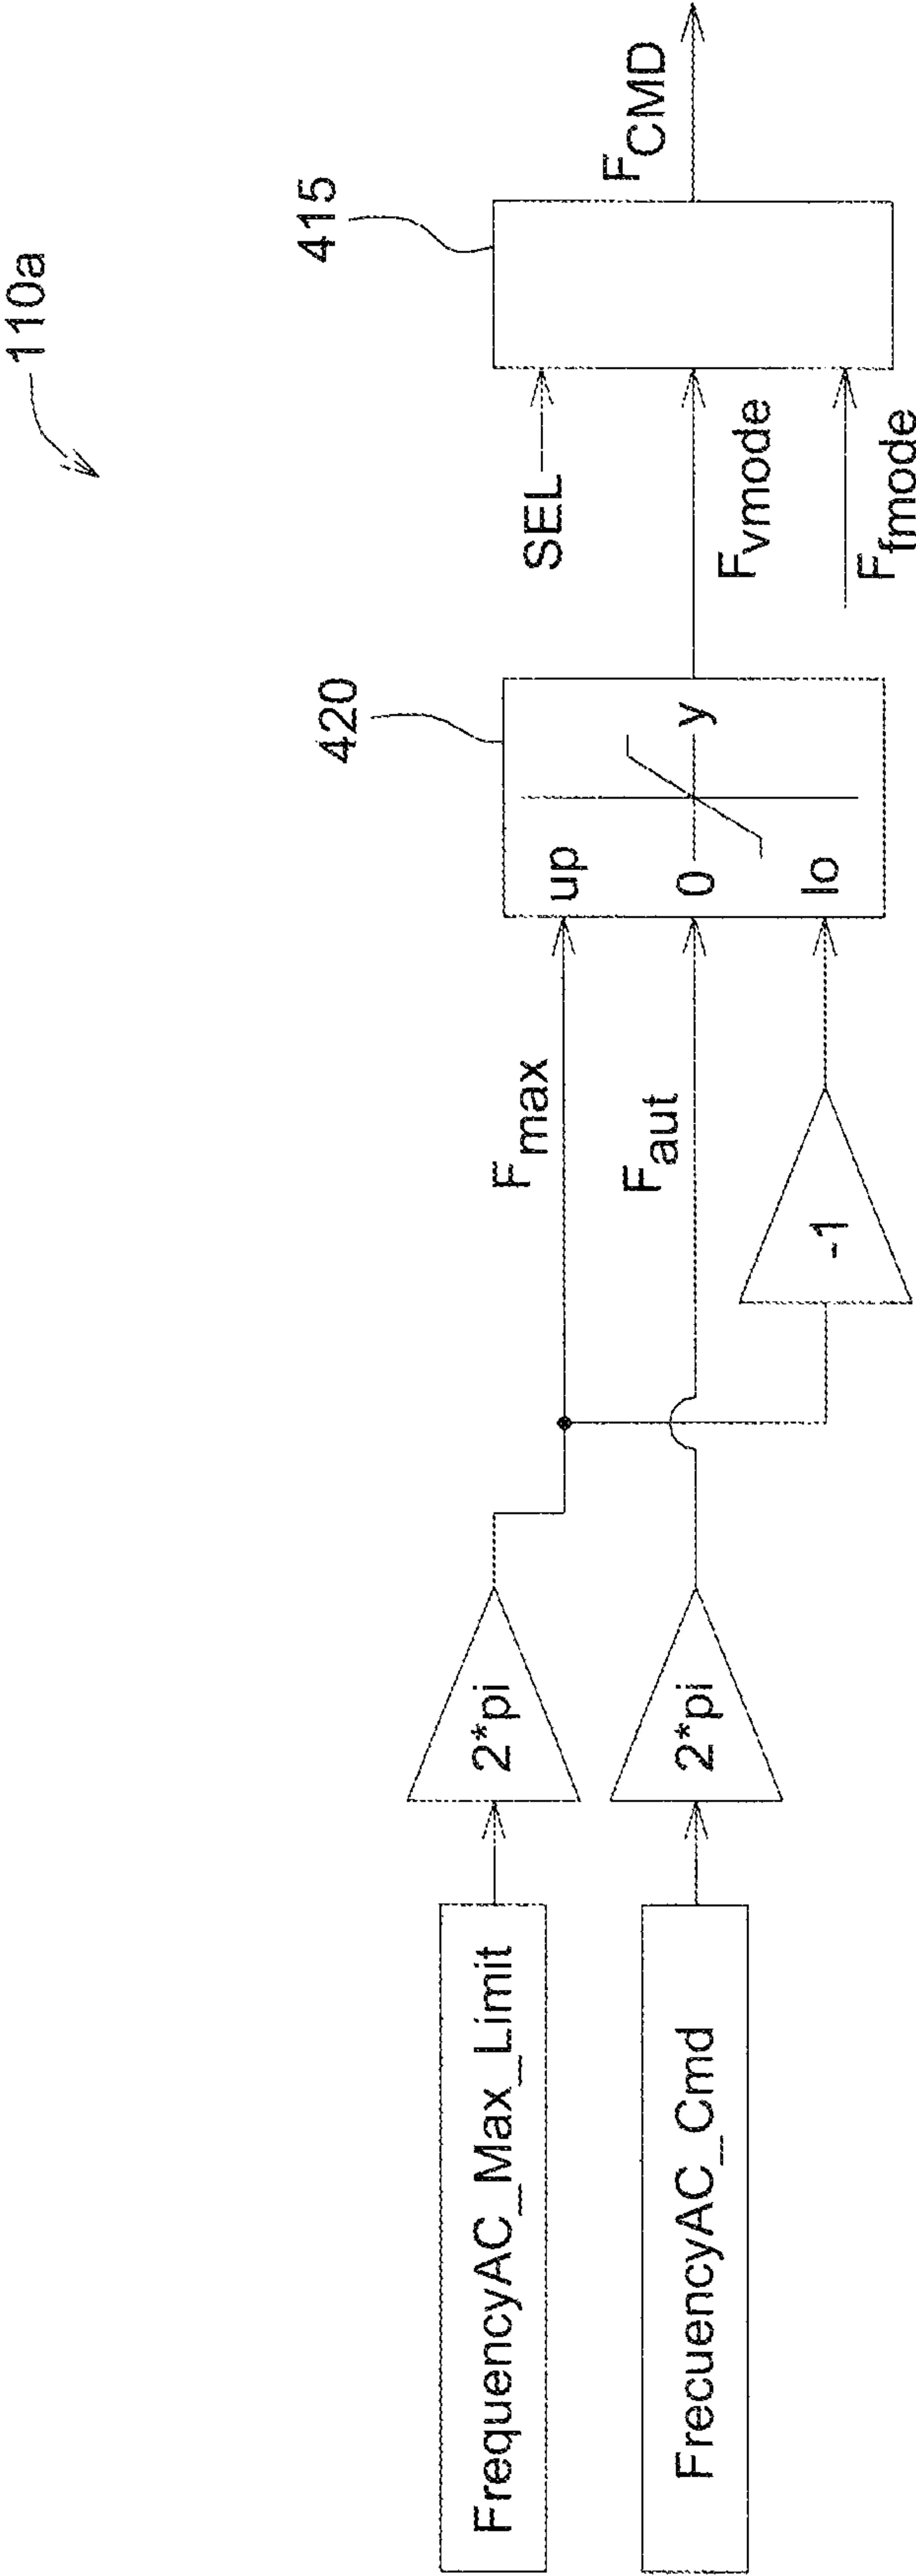 110a
415
420
FrequencyAC_Max_Limit
2*pi
Fmax
up
SEL
FCMD
FrecuencyAC_Cmd
2*pi
Faut
0
y
Fvmode
-1
lo
Ffmode